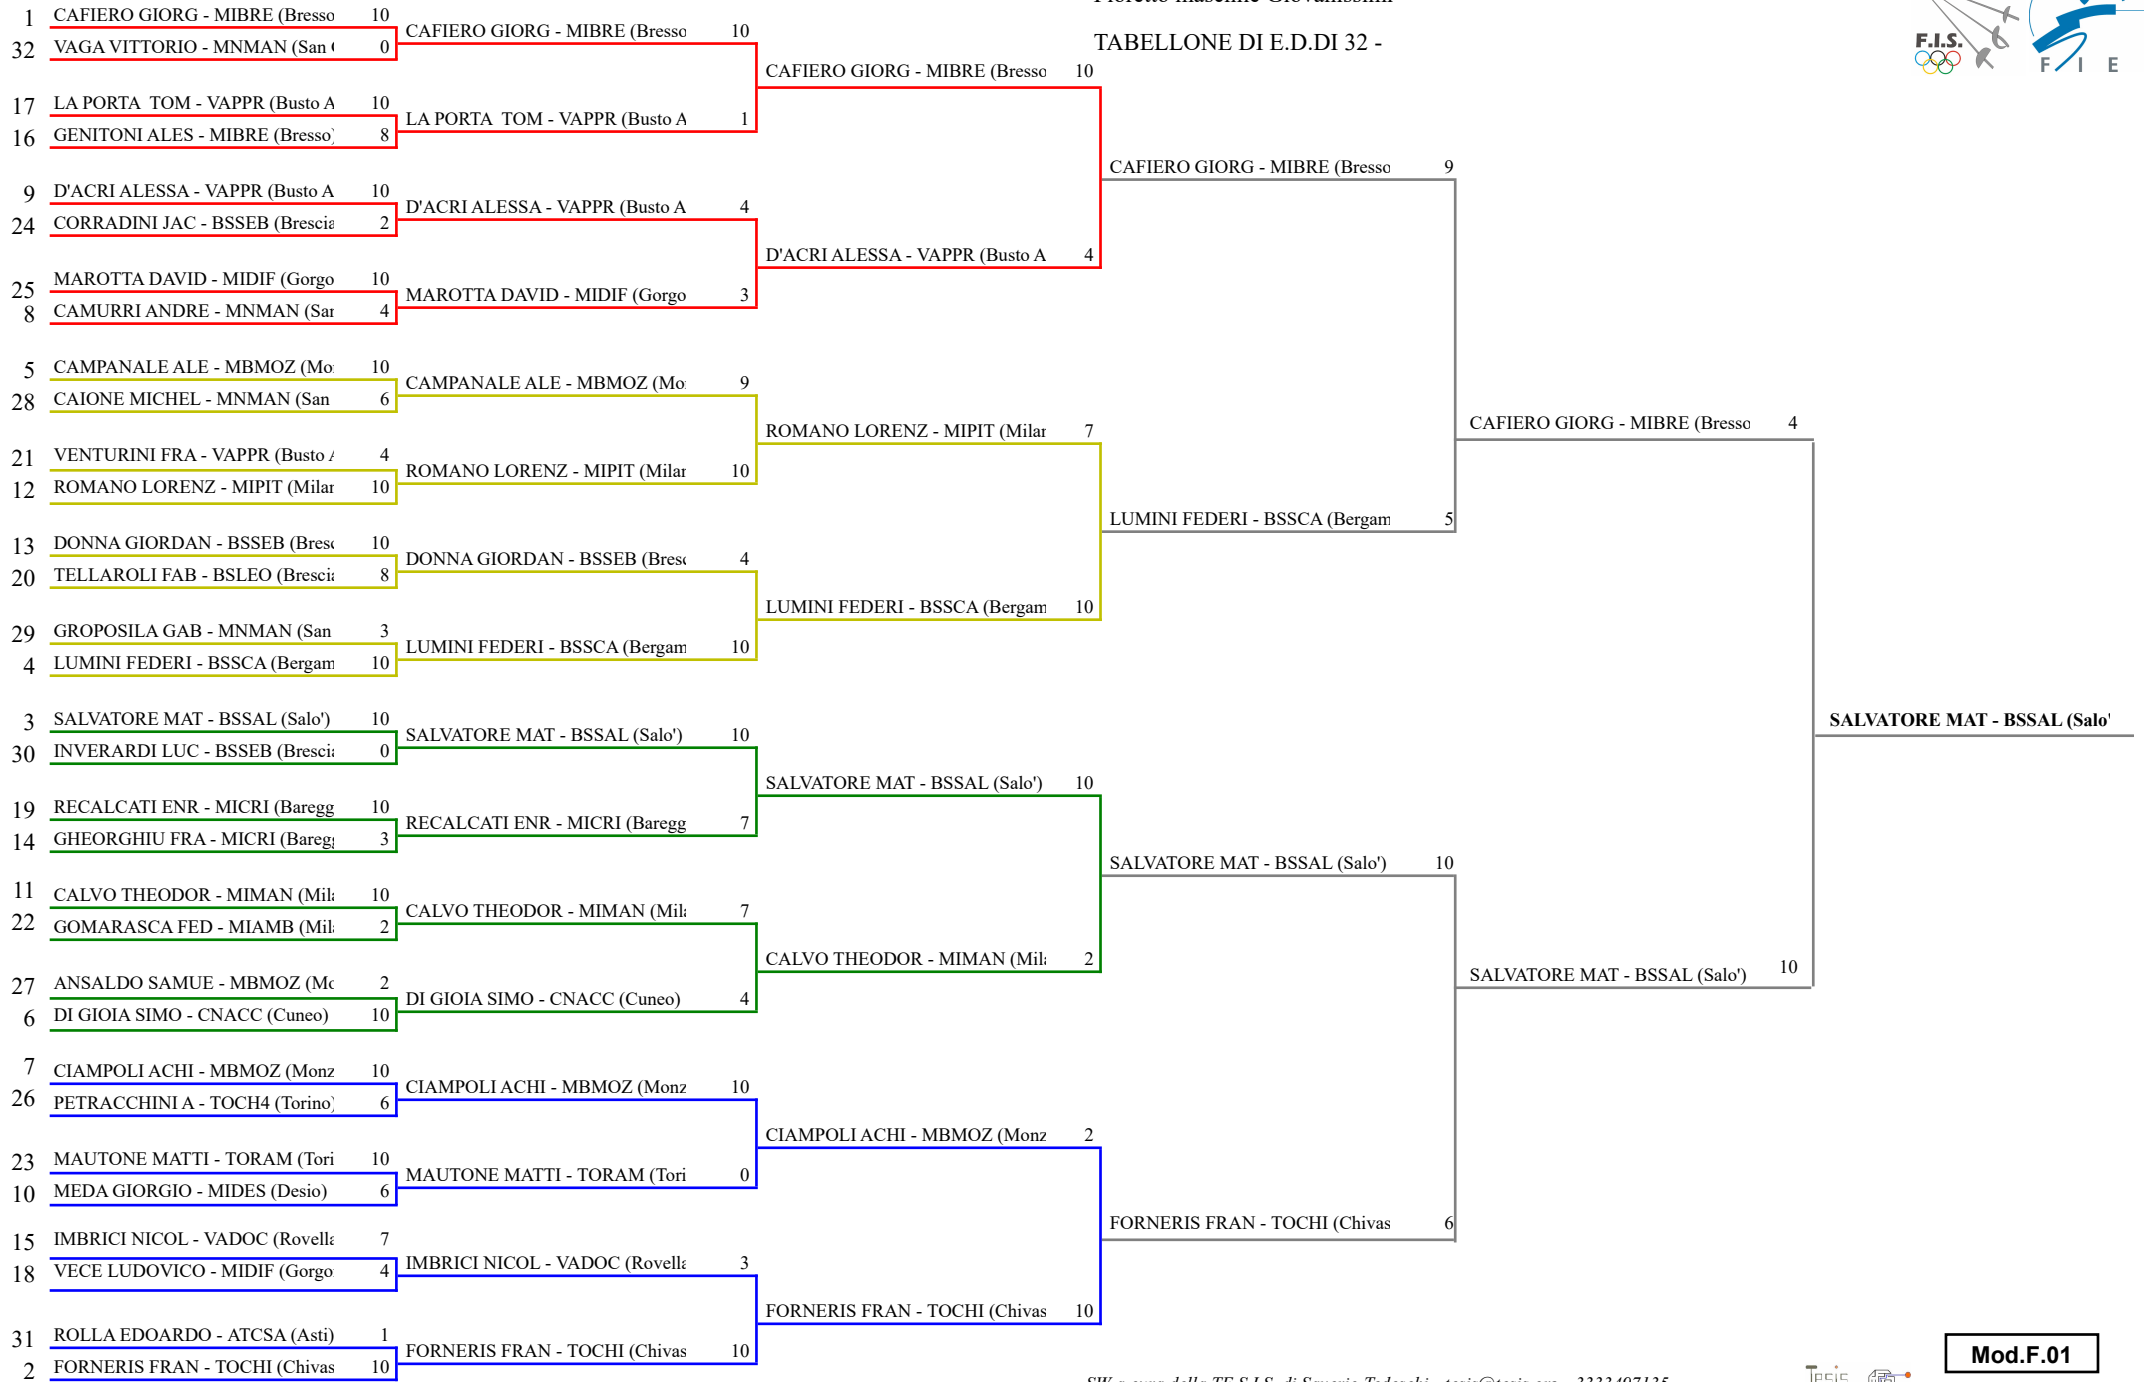 TABELLONE DI E.D.DI 32 -
F.I.S.
F I E
1 CAFIERO GIORG - MIBRE (Bresso 10
32 VAGA VITTORIO - MNMAN (San 0
17 LA PORTA TOM - VAPPR (Busto A 10
16 GENITONI ALES - MIBRE (Bresso) 8
9 D'ACRI ALESSA - VAPPR (Busto A 10
24 CORRADINI JAC - BSSEB (Brescia 2
25 MAROTTA DAVID - MIDIF (Gorgo 10
8 CAMURRI ANDRE - MNMAN (San 4
5 CAMPANALE ALE - MBMOZ (Mo 10
28 CAIONE MICHEL - MNMAN (San 6
21 VENTURINI FRA - VAPPR (Busto 4
12 ROMANO LORENZ - MIPIT (Milan 10
13 DONNA GIORDAN - BSSEB (Bresc 10
20 TELLAROLI FAB - BSLEO (Brescia 8
29 GROPOSILA GAB - MNMAN (San 3
4 LUMINI FEDERI - BSSCA (Bergam 10
3 SALVATORE MAT - BSSAL (Salo') 10
30 INVERARDI LUC - BSSEB (Brescia 0
19 RECALCATI ENR - MICRI (Baregg 10
14 GHEORGHIU FRA - MICRI (Baregg 3
11 CALVO THEODOR - MIMAN (Mila 10
22 GOMARASCA FED - MIAMB (Mila 2
27 ANSALDO SAMUE - MBMOZ (Mo 2
6 DI GIOIA SIMO - CNACC (Cuneo) 10
7 CIAMPOLI ACHI - MBMOZ (Monz 10
26 PETRACCHINI A - TOCH4 (Torino) 6
23 MAUTONE MATTI - TORAM (Tori 10
10 MEDA GIORGIO - MIDES (Desio) 6
15 IMBRICI NICOL - VADOC (Rovella 7
18 VECE LUDOVICO - MIDIF (Gorgo 4
31 ROLLA EDOARDO - ATCSA (Asti) 1
2 FORNERIS FRAN - TOCHI (Chivas 10
CAFIERO GIORG - MIBRE (Bresso 10
LA PORTA TOM - VAPPR (Busto A 1
D'ACRI ALESSA - VAPPR (Busto A 4
MAROTTA DAVID - MIDIF (Gorgo 3
CAMPANALE ALE - MBMOZ (Mo 9
ROMANO LORENZ - MIPIT (Milan 10
DONNA GIORDAN - BSSEB (Bresc 4
LUMINI FEDERI - BSSCA (Bergam 10
SALVATORE MAT - BSSAL (Salo') 10
RECALCATI ENR - MICRI (Baregg 7
CALVO THEODOR - MIMAN (Mila 7
DI GIOIA SIMO - CNACC (Cuneo) 4
CIAMPOLI ACHI - MBMOZ (Monz 10
MAUTONE MATTI - TORAM (Tori 0
IMBRICI NICOL - VADOC (Rovella 3
FORNERIS FRAN - TOCHI (Chivas 10
CAFIERO GIORG - MIBRE (Bresso 10
D'ACRI ALESSA - VAPPR (Busto A 4
ROMANO LORENZ - MIPIT (Milan 7
LUMINI FEDERI - BSSCA (Bergam 10
SALVATORE MAT - BSSAL (Salo') 10
CALVO THEODOR - MIMAN (Mila 2
CIAMPOLI ACHI - MBMOZ (Monz 2
FORNERIS FRAN - TOCHI (Chivas 10
CAFIERO GIORG - MIBRE (Bresso 9
LUMINI FEDERI - BSSCA (Bergam 5
SALVATORE MAT - BSSAL (Salo') 10
FORNERIS FRAN - TOCHI (Chivas 6
CAFIERO GIORG - MIBRE (Bresso 4
SALVATORE MAT - BSSAL (Salo') 10
SALVATORE MAT - BSSAL (Salo'
Mod.F.01